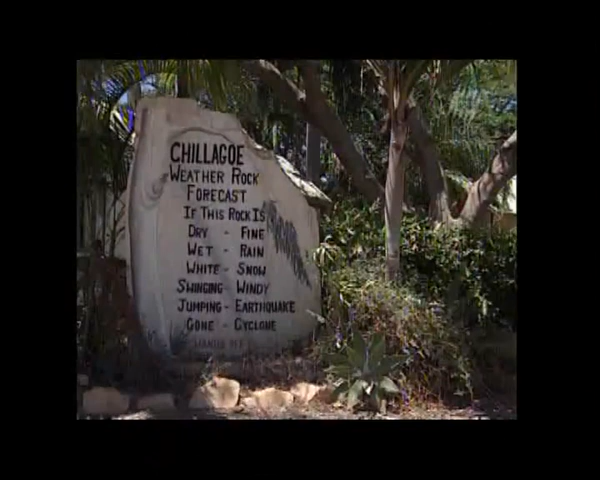 CHILLAGOE
WEATHER ROCK
FORECAST
IF THIS ROCK IS
DRY - FINE
WET - RAIN
WHITE - SNOW
SWINGING - WINDY
JUMPING - EARTHQUAKE
GONE - CYCLONE